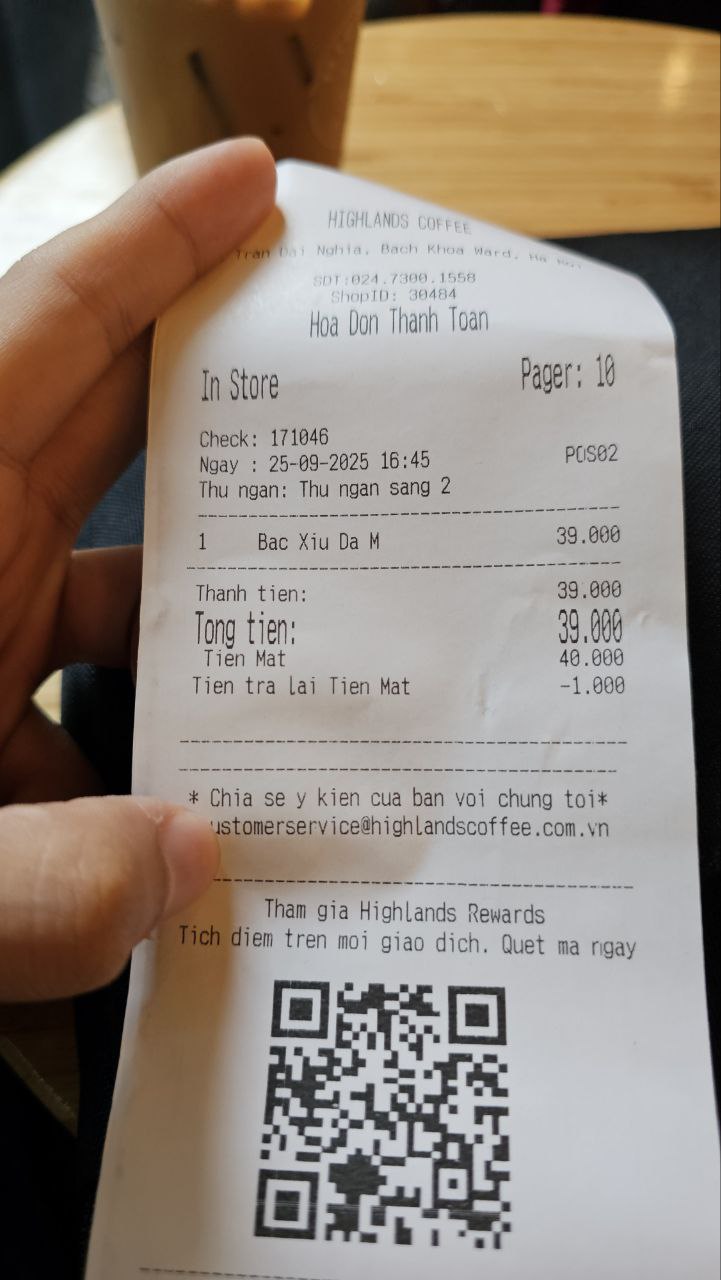 HIGHLANDS COFFEE
Tran Dai Nghia, Bach Khoa Ward, Ha
SDT:024.7300.1558
ShopID: 30484
Hoa Don Thanh Toan
In Store Pager: 10
Check: 171046
Ngay : 25-09-2025 16:45 POS02
Thu ngan: Thu ngan sang 2
1 Bac Xiu Da M 39.000
Thanh tien: 39.000
Tong tien: 39.000
Tien Mat 40.000
Tien tra lai Tien Mat -1.000
* Chia se y kien cua ban voi chung toi*
ustomerservice@highlandscoffee.com.vn
Tham gia Highlands Rewards
Tich diem tren moi giao dich. Quet ma ngay